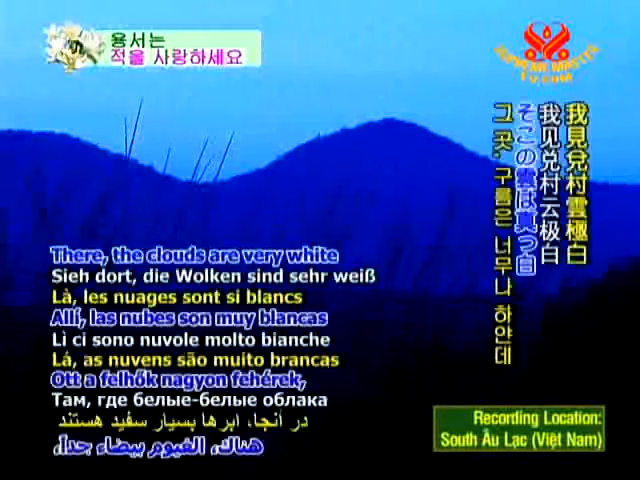 용서는
적을 사랑하세요
SUPREME MASTER
TV.COM
我見兌村雲極白
我见兑村云极白
そこの雲は真っ白
그 곳, 구름은 너무나 하얀데
There, the clouds are very white
Sieh dort, die Wolken sind sehr weiß
Là, les nuages sont si blancs
Allí, las nubes son muy blancas
Lì ci sono nuvole molto bianche
Lá, as nuvens são muito brancas
Ott a felhők nagyon fehérek,
Там, где белые-белые облака
در آنجا، ابرها بسیار سفید هستند
هناك، الغيوم بيضاء جداً،
Recording Location:
South Âu Lạc (Việt Nam)